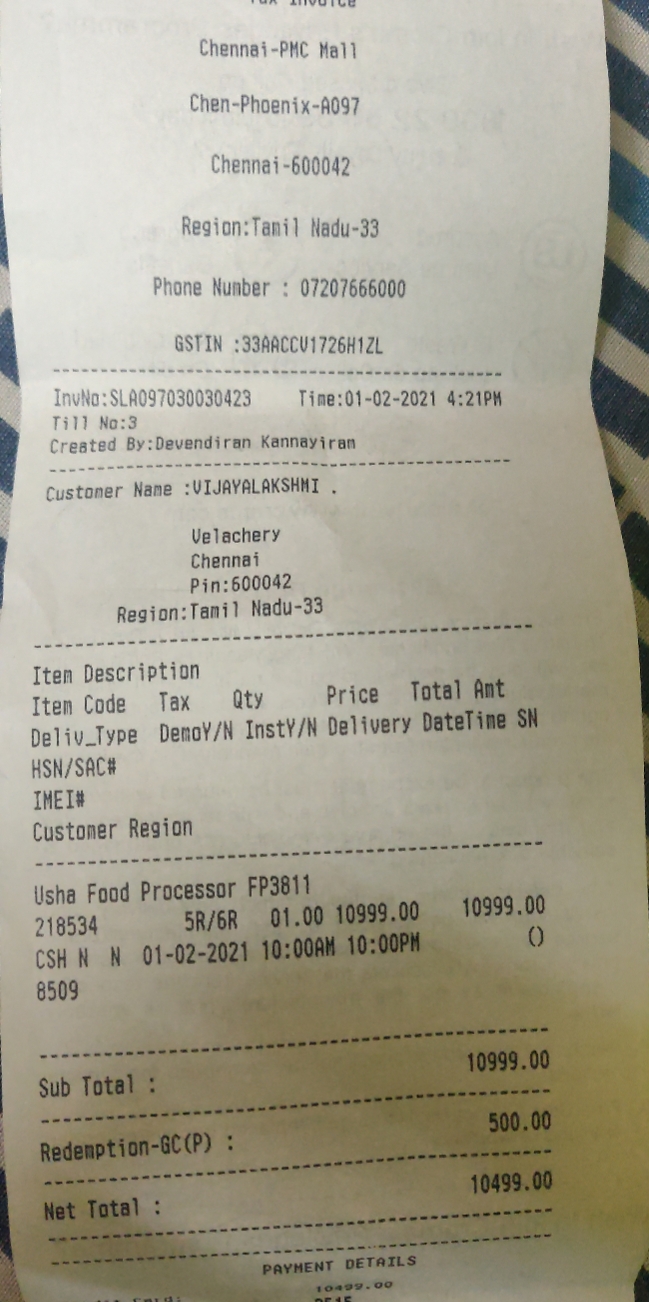 Tax Invoice
Chennai-PMC Mall
Chen-Phoenix-A097
Chennai-600042
Region:Tamil Nadu-33
Phone Number : 07207666000
GSTIN :33AACCV1726H1ZL
InvNo:SLA097030030423 Time:01-02-2021 4:21PM
Till No:3
Created By:Devendiran Kannayiram
Customer Name :VIJAYALAKSHMI .
Velachery
Chennai
Pin:600042
Region:Tamil Nadu-33
Item Description
Item Code Tax Qty Price Total Amt
Deliv_Type DemoY/N InstY/N Delivery DateTime SN
HSN/SAC#
IMEI#
Customer Region
Usha Food Processor FP3811
218534 5R/6R 01.00 10999.00 10999.00
CSH N N 01-02-2021 10:00AM 10:00PM ()
8509
Sub Total : 10999.00
Redemption-GC(P) : 500.00
Net Total : 10499.00
PAYMENT DETAILS
10499.00
Card: